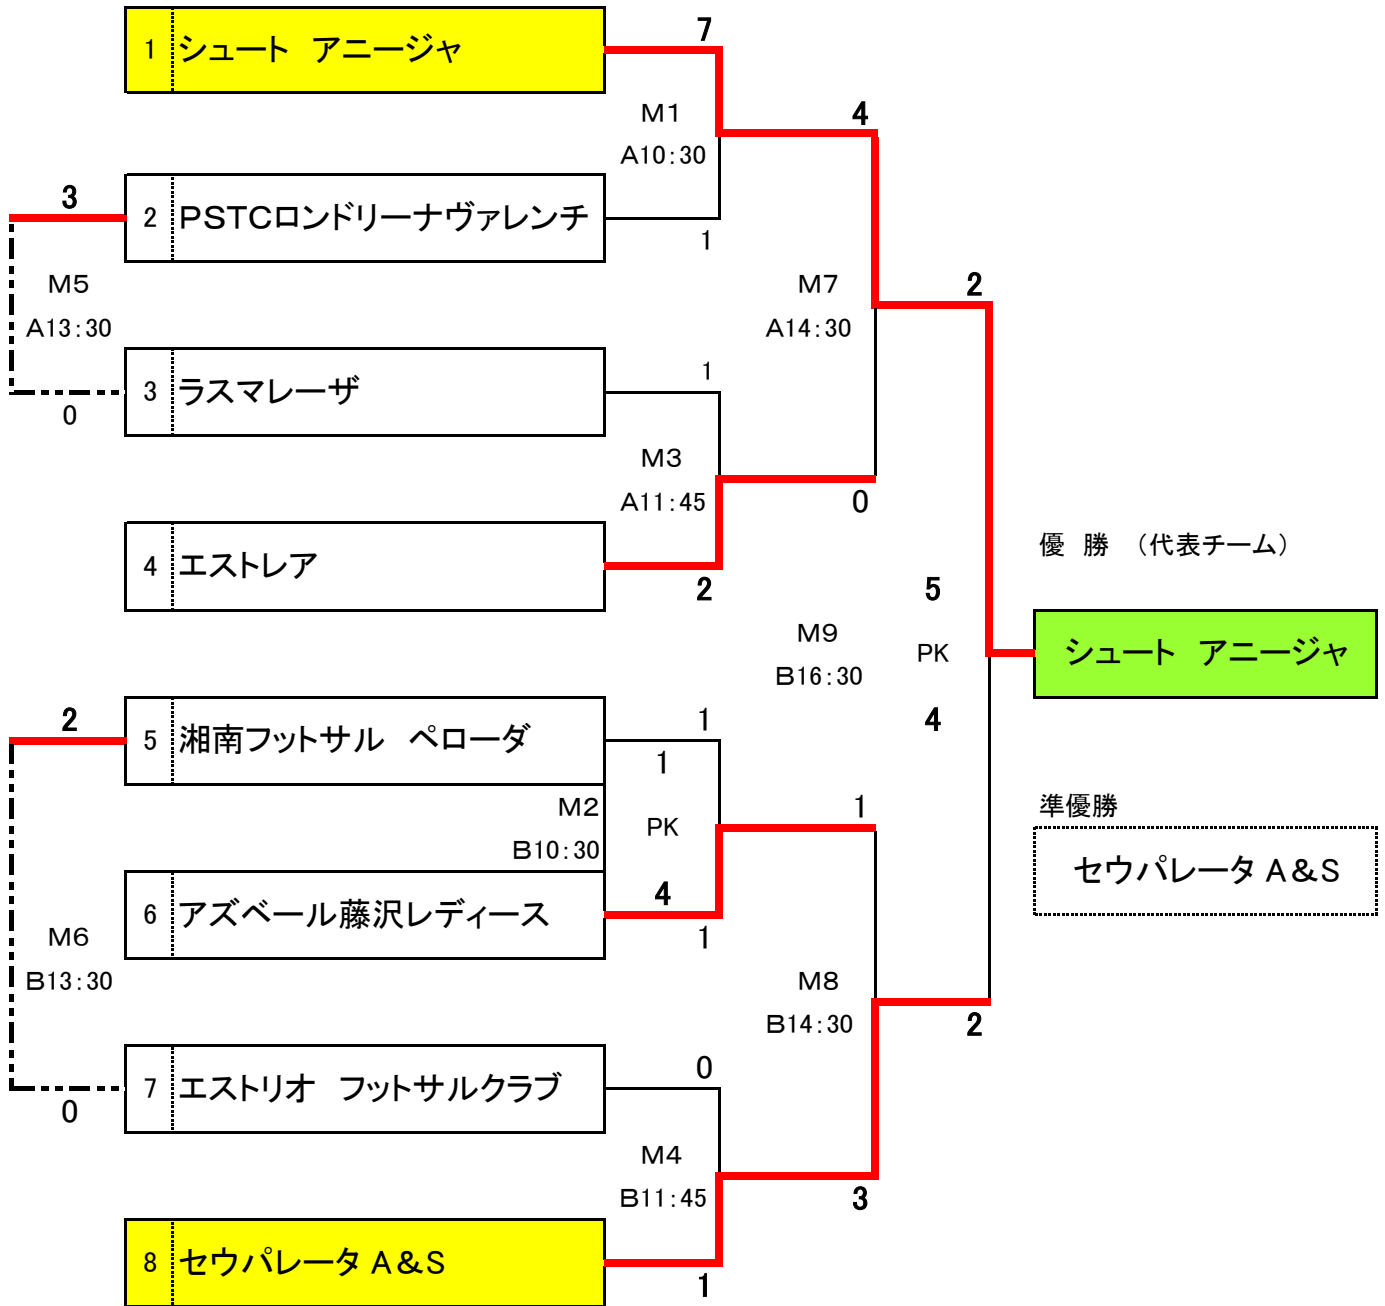 7
1 シュート　アニージャ
M1
4
A10:30
3
2 PSTCロンドリーナヴァレンチ
1
M5
M7
2
A13:30
A14:30
1
3 ラスマレーザ
0
M3
A11:45
0
優　勝　（代表チーム）
4 エストレア
2
5
M9
PK
シュート　アニージャ
B16:30
2
1
4
5 湘南フットサル　ペローダ
1
M2
1
準優勝
PK
B10:30
セウパレータ A&S
4
6 アズベール藤沢レディース
1
M6
M8
B13:30
B14:30
2
0
7 エストリオ　フットサルクラブ
0
M4
B11:45
3
8 セウパレータ A&S
1